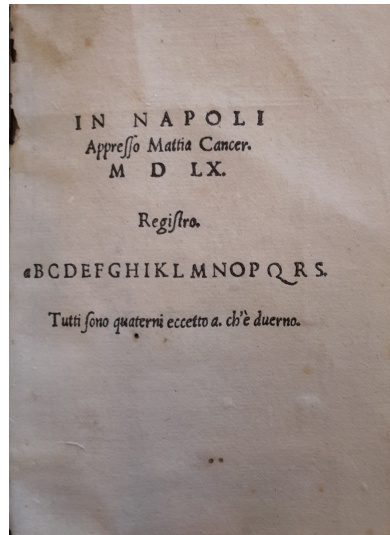 IN NAPOLI
Appresso Mattia Cancer.
M D LX.
Registro.
aBCDEFGHIKLMNOPQRS.
Tutti sono quaterni eccetto a. ch'è duerno.